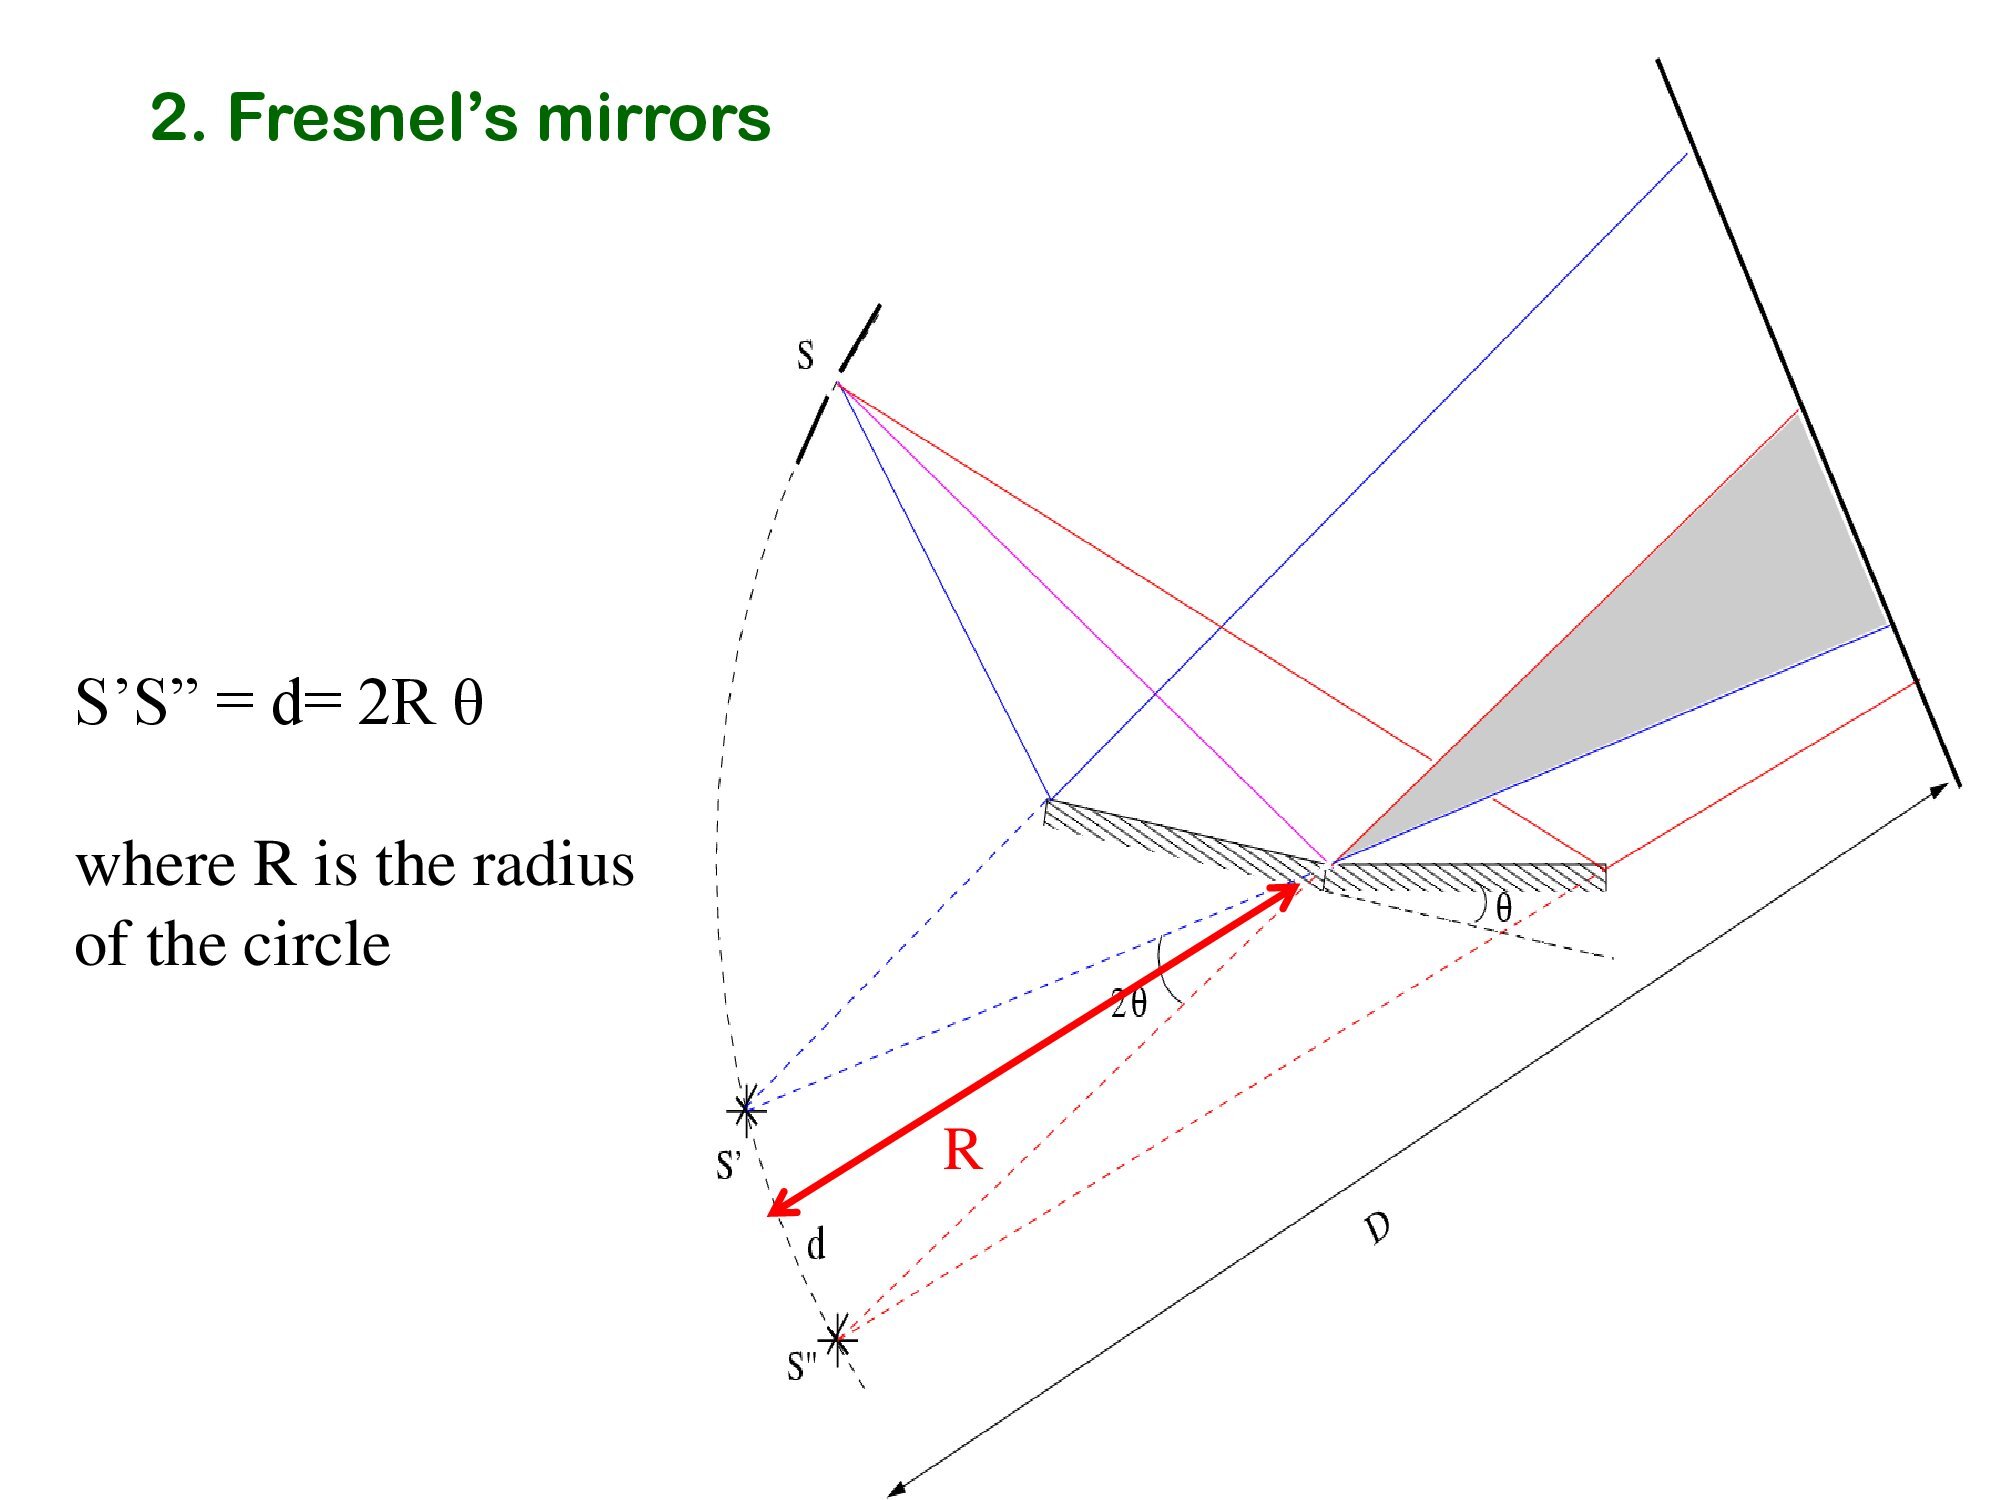 2. Fresnel’s mirrors
S
S’S” = d= 2R θ
where R is the radius
of the circle
θ
2θ
R
S’
d
D
S"